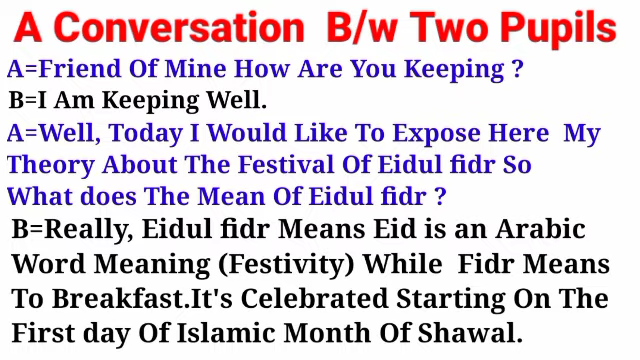 A Conversation B/w Two Pupils
A=Friend Of Mine How Are You Keeping ?
B=I Am Keeping Well.
A=Well, Today I Would Like To Expose Here My
Theory About The Festival Of Eidul fidr So
What does The Mean Of Eidul fidr ?
B=Really, Eidul fidr Means Eid is an Arabic
Word Meaning (Festivity) While Fidr Means
To Breakfast.It's Celebrated Starting On The
First day Of Islamic Month Of Shawal.